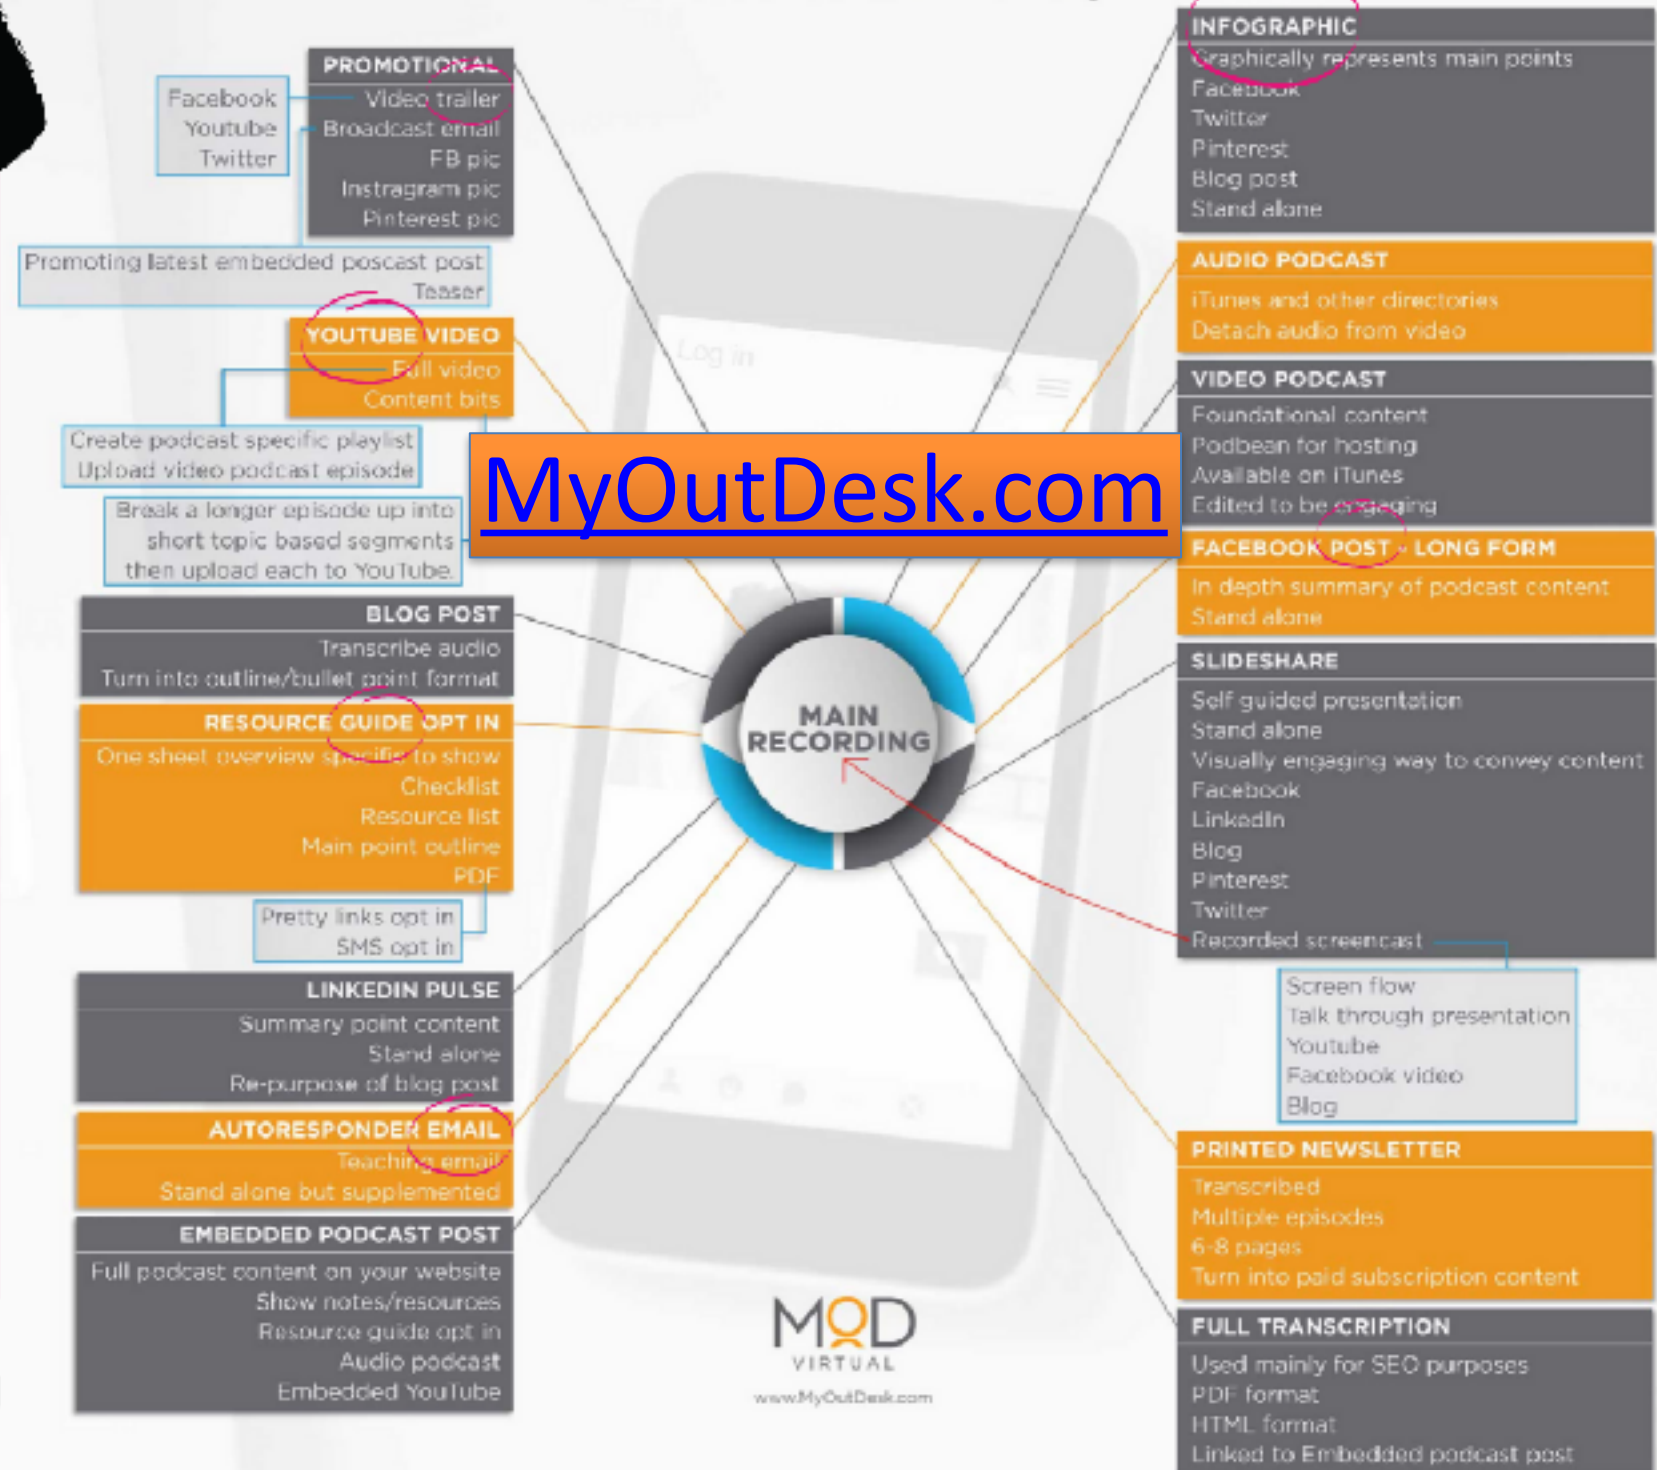 PROMOTIONAL
Video trailer
Broadcast email
FB pic
Instragram pic
Pinterest pic
Facebook
Youtube
Twitter
Promoting latest embedded poscast post
Teaser
YOUTUBE VIDEO
Full video
Content bits
Create podcast specific playlist
Upload video podcast episode
Break a longer episode up into
short topic based segments
then upload each to YouTube.
BLOG POST
Transcribe audio
Turn into outline/bullet point format
RESOURCE GUIDE OPT IN
One sheet overview specific to show
Checklist
Resource list
Main point outline
PDF
Pretty links opt in
SMS opt in
LINKEDIN PULSE
Summary point content
Stand alone
Re-purpose of blog post
AUTORESPONDER EMAIL
Teaching email
Stand alone but supplemented
EMBEDDED PODCAST POST
Full podcast content on your website
Show notes/resources
Resource guide opt in
Audio podcast
Embedded YouTube
Log in
MyOutDesk.com
MAIN
RECORDING
MOD
VIRTUAL
www.MyOutDesk.com
INFOGRAPHIC
Graphically represents main points
Facebook
Twitter
Pinterest
Blog post
Stand alone
AUDIO PODCAST
iTunes and other directories
Detach audio from video
VIDEO PODCAST
Foundational content
Podbean for hosting
Available on iTunes
Edited to be engaging
FACEBOOK POST - LONG FORM
In depth summary of podcast content
Stand alone
SLIDESHARE
Self guided presentation
Stand alone
Visually engaging way to convey content
Facebook
LinkedIn
Blog
Pinterest
Twitter
Recorded screencast
Screen flow
Talk through presentation
Youtube
Facebook video
Blog
PRINTED NEWSLETTER
Transcribed
Multiple episodes
6-8 pages
Turn into paid subscription content
FULL TRANSCRIPTION
Used mainly for SEO purposes
PDF format
HTML format
Linked to Embedded podcast post